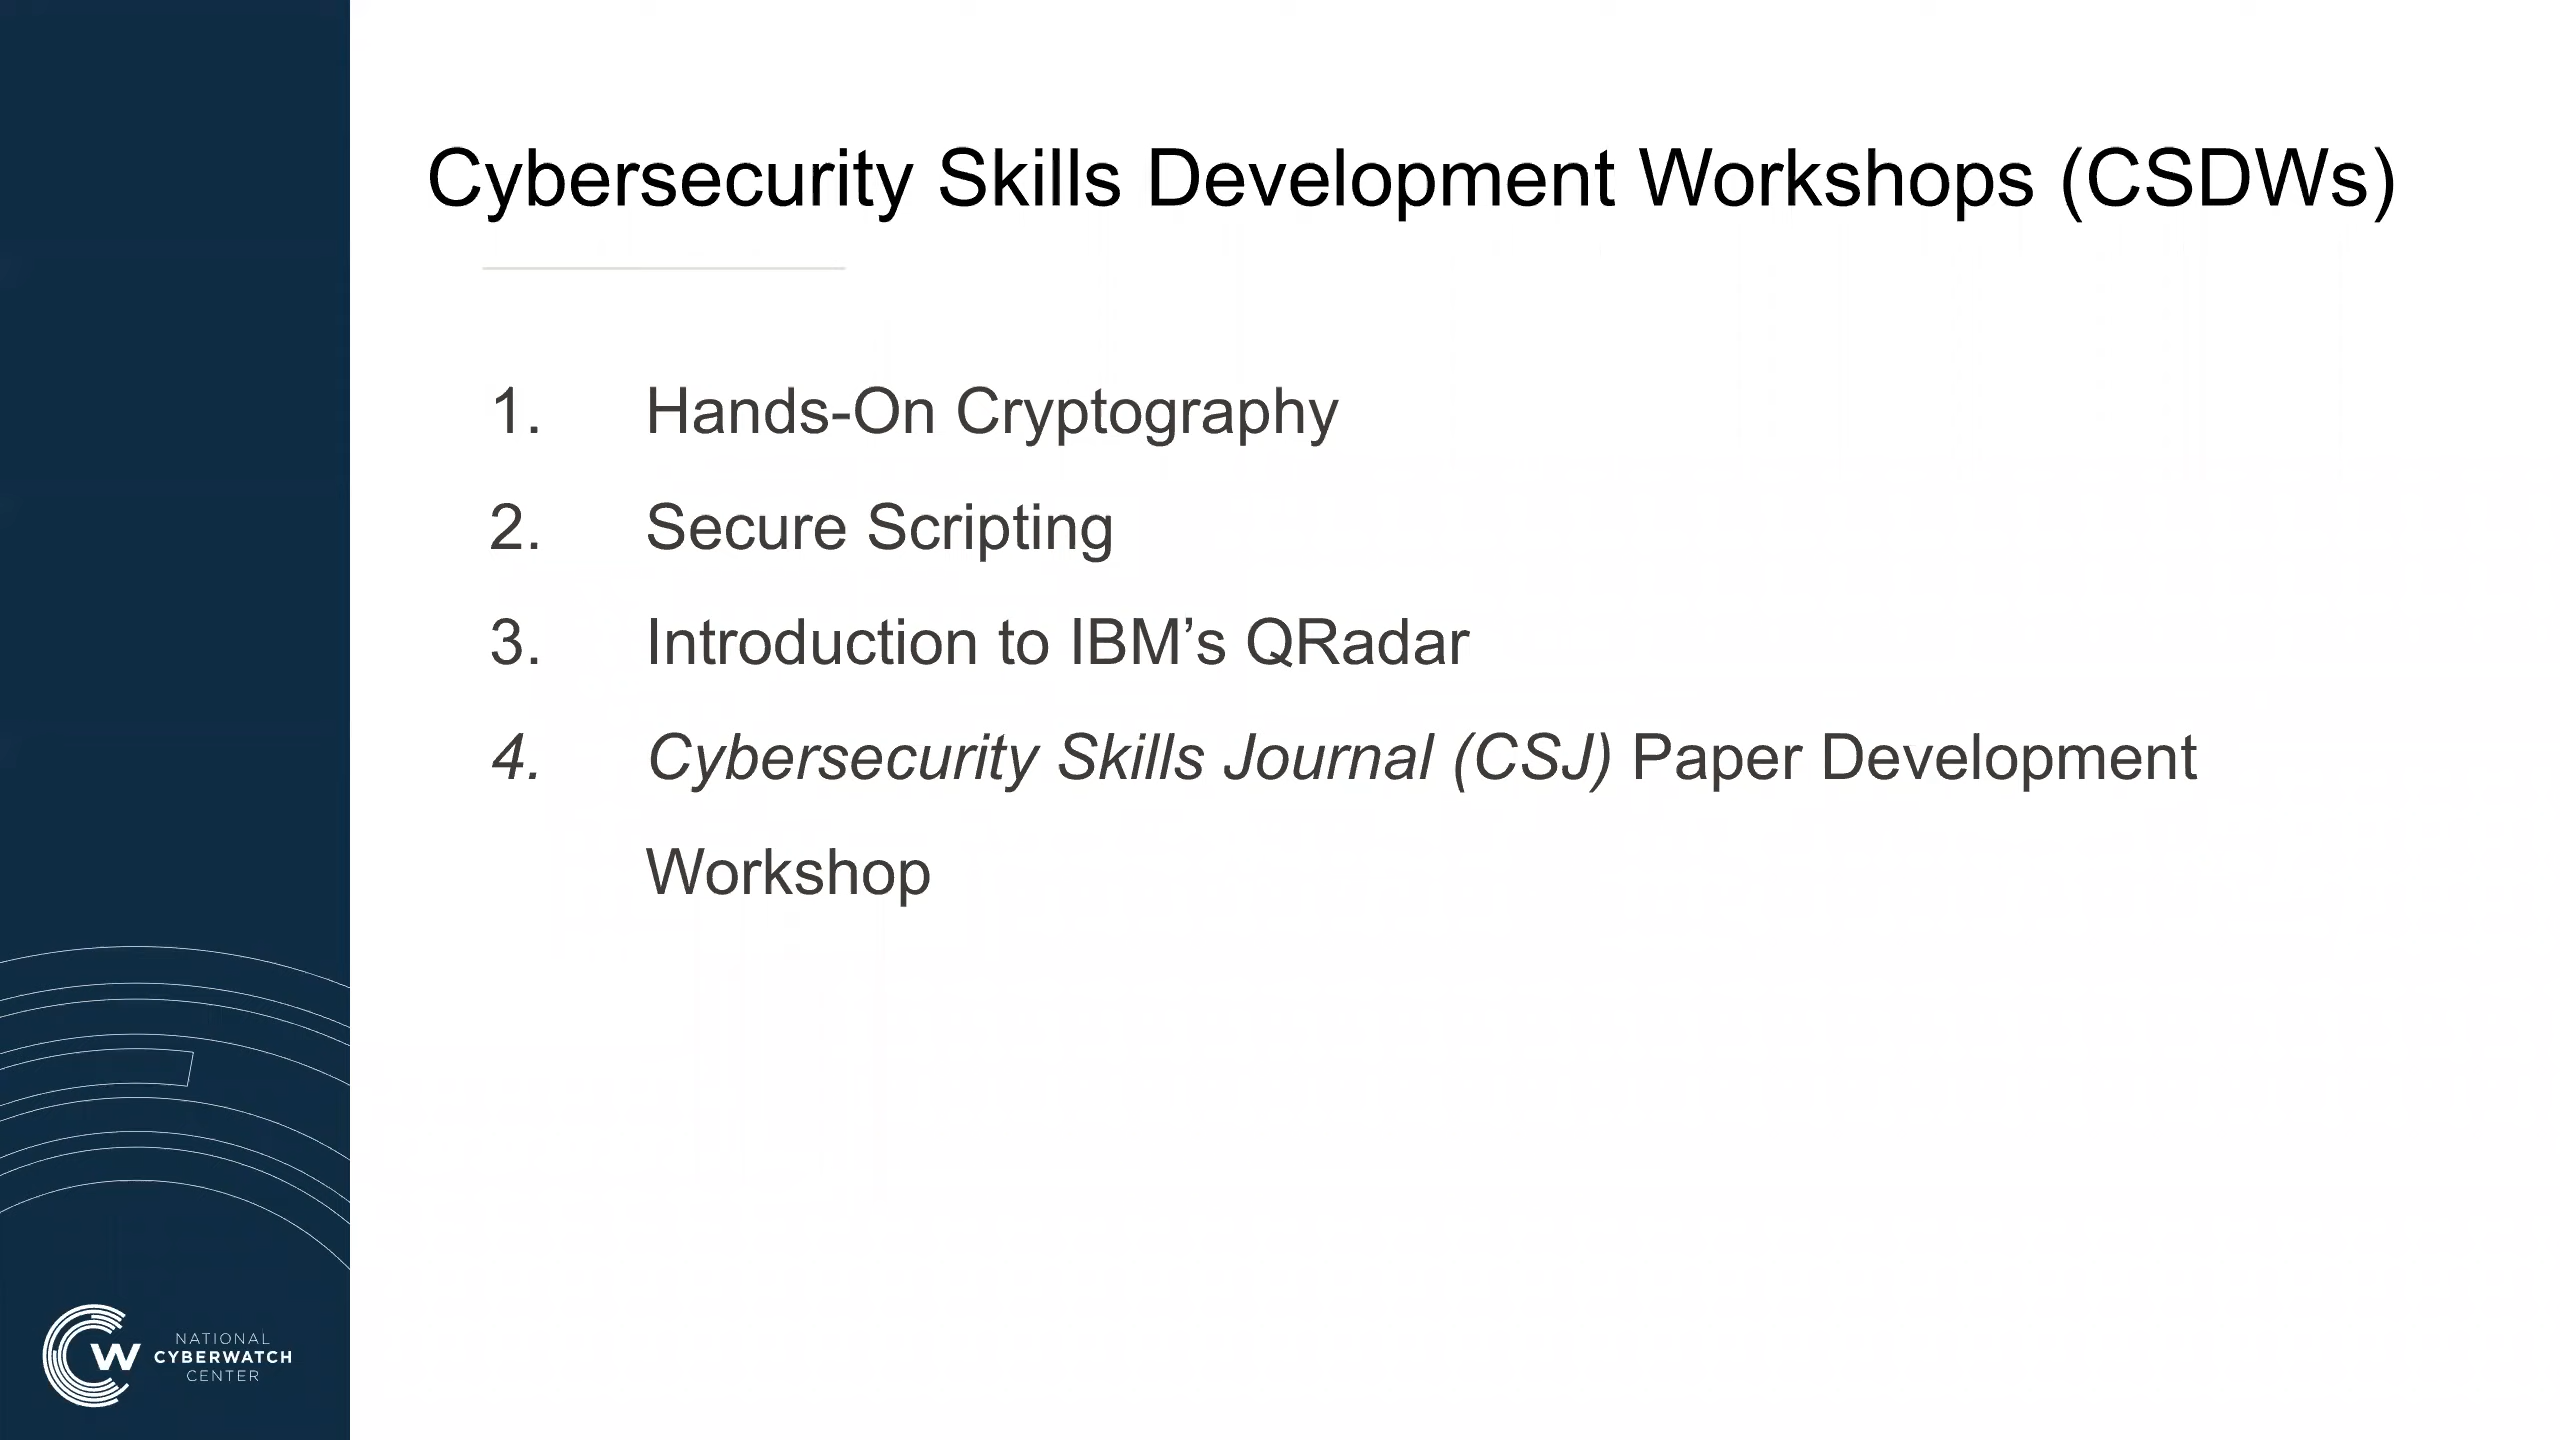 Cybersecurity Skills Development Workshops (CSDWs)
1. Hands-On Cryptography
2. Secure Scripting
3. Introduction to IBM’s QRadar
4. Cybersecurity Skills Journal (CSJ) Paper Development
Workshop
CW
NATIONAL
CYBERWATCH
CENTER